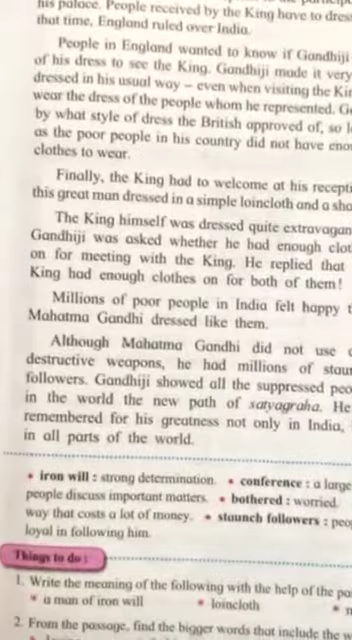 his palace. People received by the King have to
that time, England ruled over India.
People in England wanted to know if Gandhiji
of his dress to see the King. Gandhiji made it very
dressed in his usual way – even when visiting the
wear the dress of the people whom he represented.
by what style of dress the British approved of, so
as the poor people in his country did not have
clothes to wear.
Finally, the King had to welcome at his
this great man dressed in a simple loincloth and a
The King himself was dressed quite
Gandhiji was asked whether he had enough
on for meeting with the King. He replied that
King had enough clothes on for both of them!
Millions of poor people in India felt happy
Mahatma Gandhi dressed like them.
Although Mahatma Gandhi did not use
destructive weapons, he had millions of
followers. Gandhiji showed all the suppressed
in the world the new path of satyagraha. He
remembered for his greatness not only in India,
in all parts of the world.
• iron will : strong determination. • conference : a large
people discuss important matters. • bothered : worried.
way that costs a lot of money. • staunch followers :
loyal in following him.
Things to do :
1. Write the meaning of the following with the help of the
• a man of iron will • loincloth •
2. From the passage, find the bigger words that include the